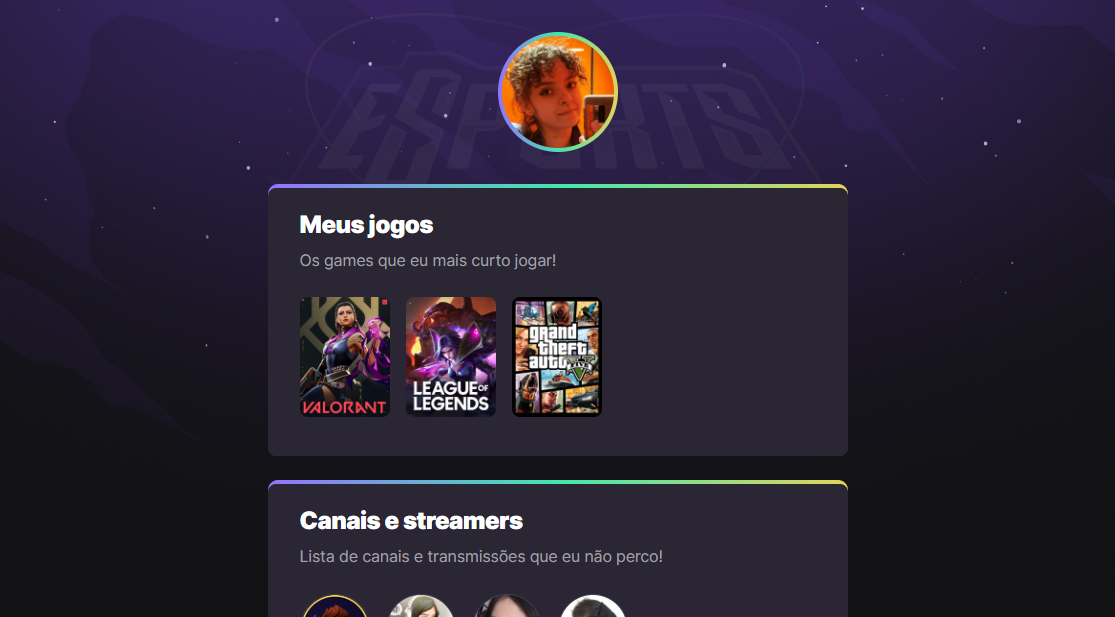 ESPORTS
Meus jogos
Os games que eu mais curto jogar!
VALORANT
LEAGUE OF
LEGENDS
grand
theft
auto V
FIVE
Canais e streamers
Lista de canais e transmissões que eu não perco!